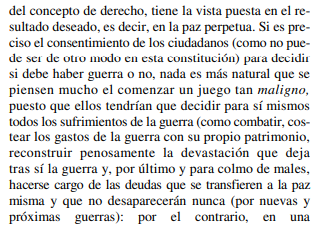 del concepto de derecho, tiene la vista puesta en el re-
sultado deseado, es decir, en la paz perpetua. Si es pre-
ciso el consentimiento de los ciudadanos (como no pue-
de ser de otro modo en esta constitución) para decidir
si debe haber guerra o no, nada es más natural que se
piensen mucho el comenzar un juego tan maligno,
puesto que ellos tendrían que decidir para sí mismos
todos los sufrimientos de la guerra (como combatir, cos-
tear los gastos de la guerra con su propio patrimonio,
reconstruir penosamente la devastación que deja
tras sí la guerra y, por último y para colmo de males,
hacerse cargo de las deudas que se transfieren a la paz
misma y que no desaparecerán nunca (por nuevas y
próximas guerras): por el contrario, en una